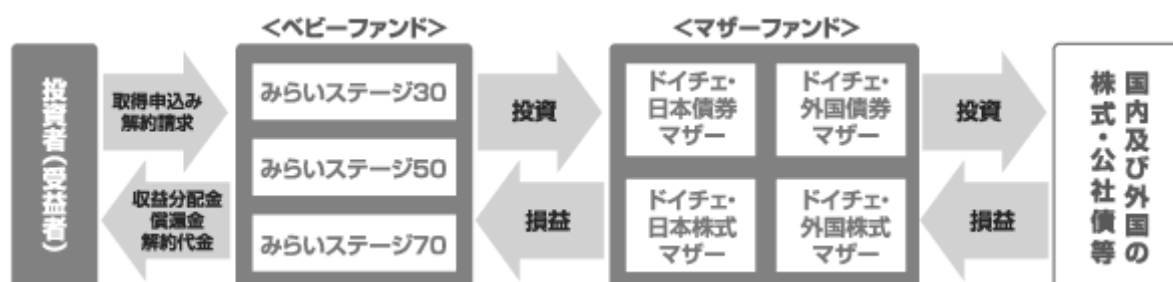 <ベビーファンド>
<マザーファンド>
投資者(受益者)
取得申込み
解約請求
収益分配金
償還金
解約代金
みらいステージ30
みらいステージ50
みらいステージ70
投資
損益
ドイチェ・
日本債券
マザー
ドイチェ・
外国債券
マザー
ドイチェ・
日本株式
マザー
ドイチェ・
外国株式
マザー
投資
損益
国内及び外国の
株式・公社債等